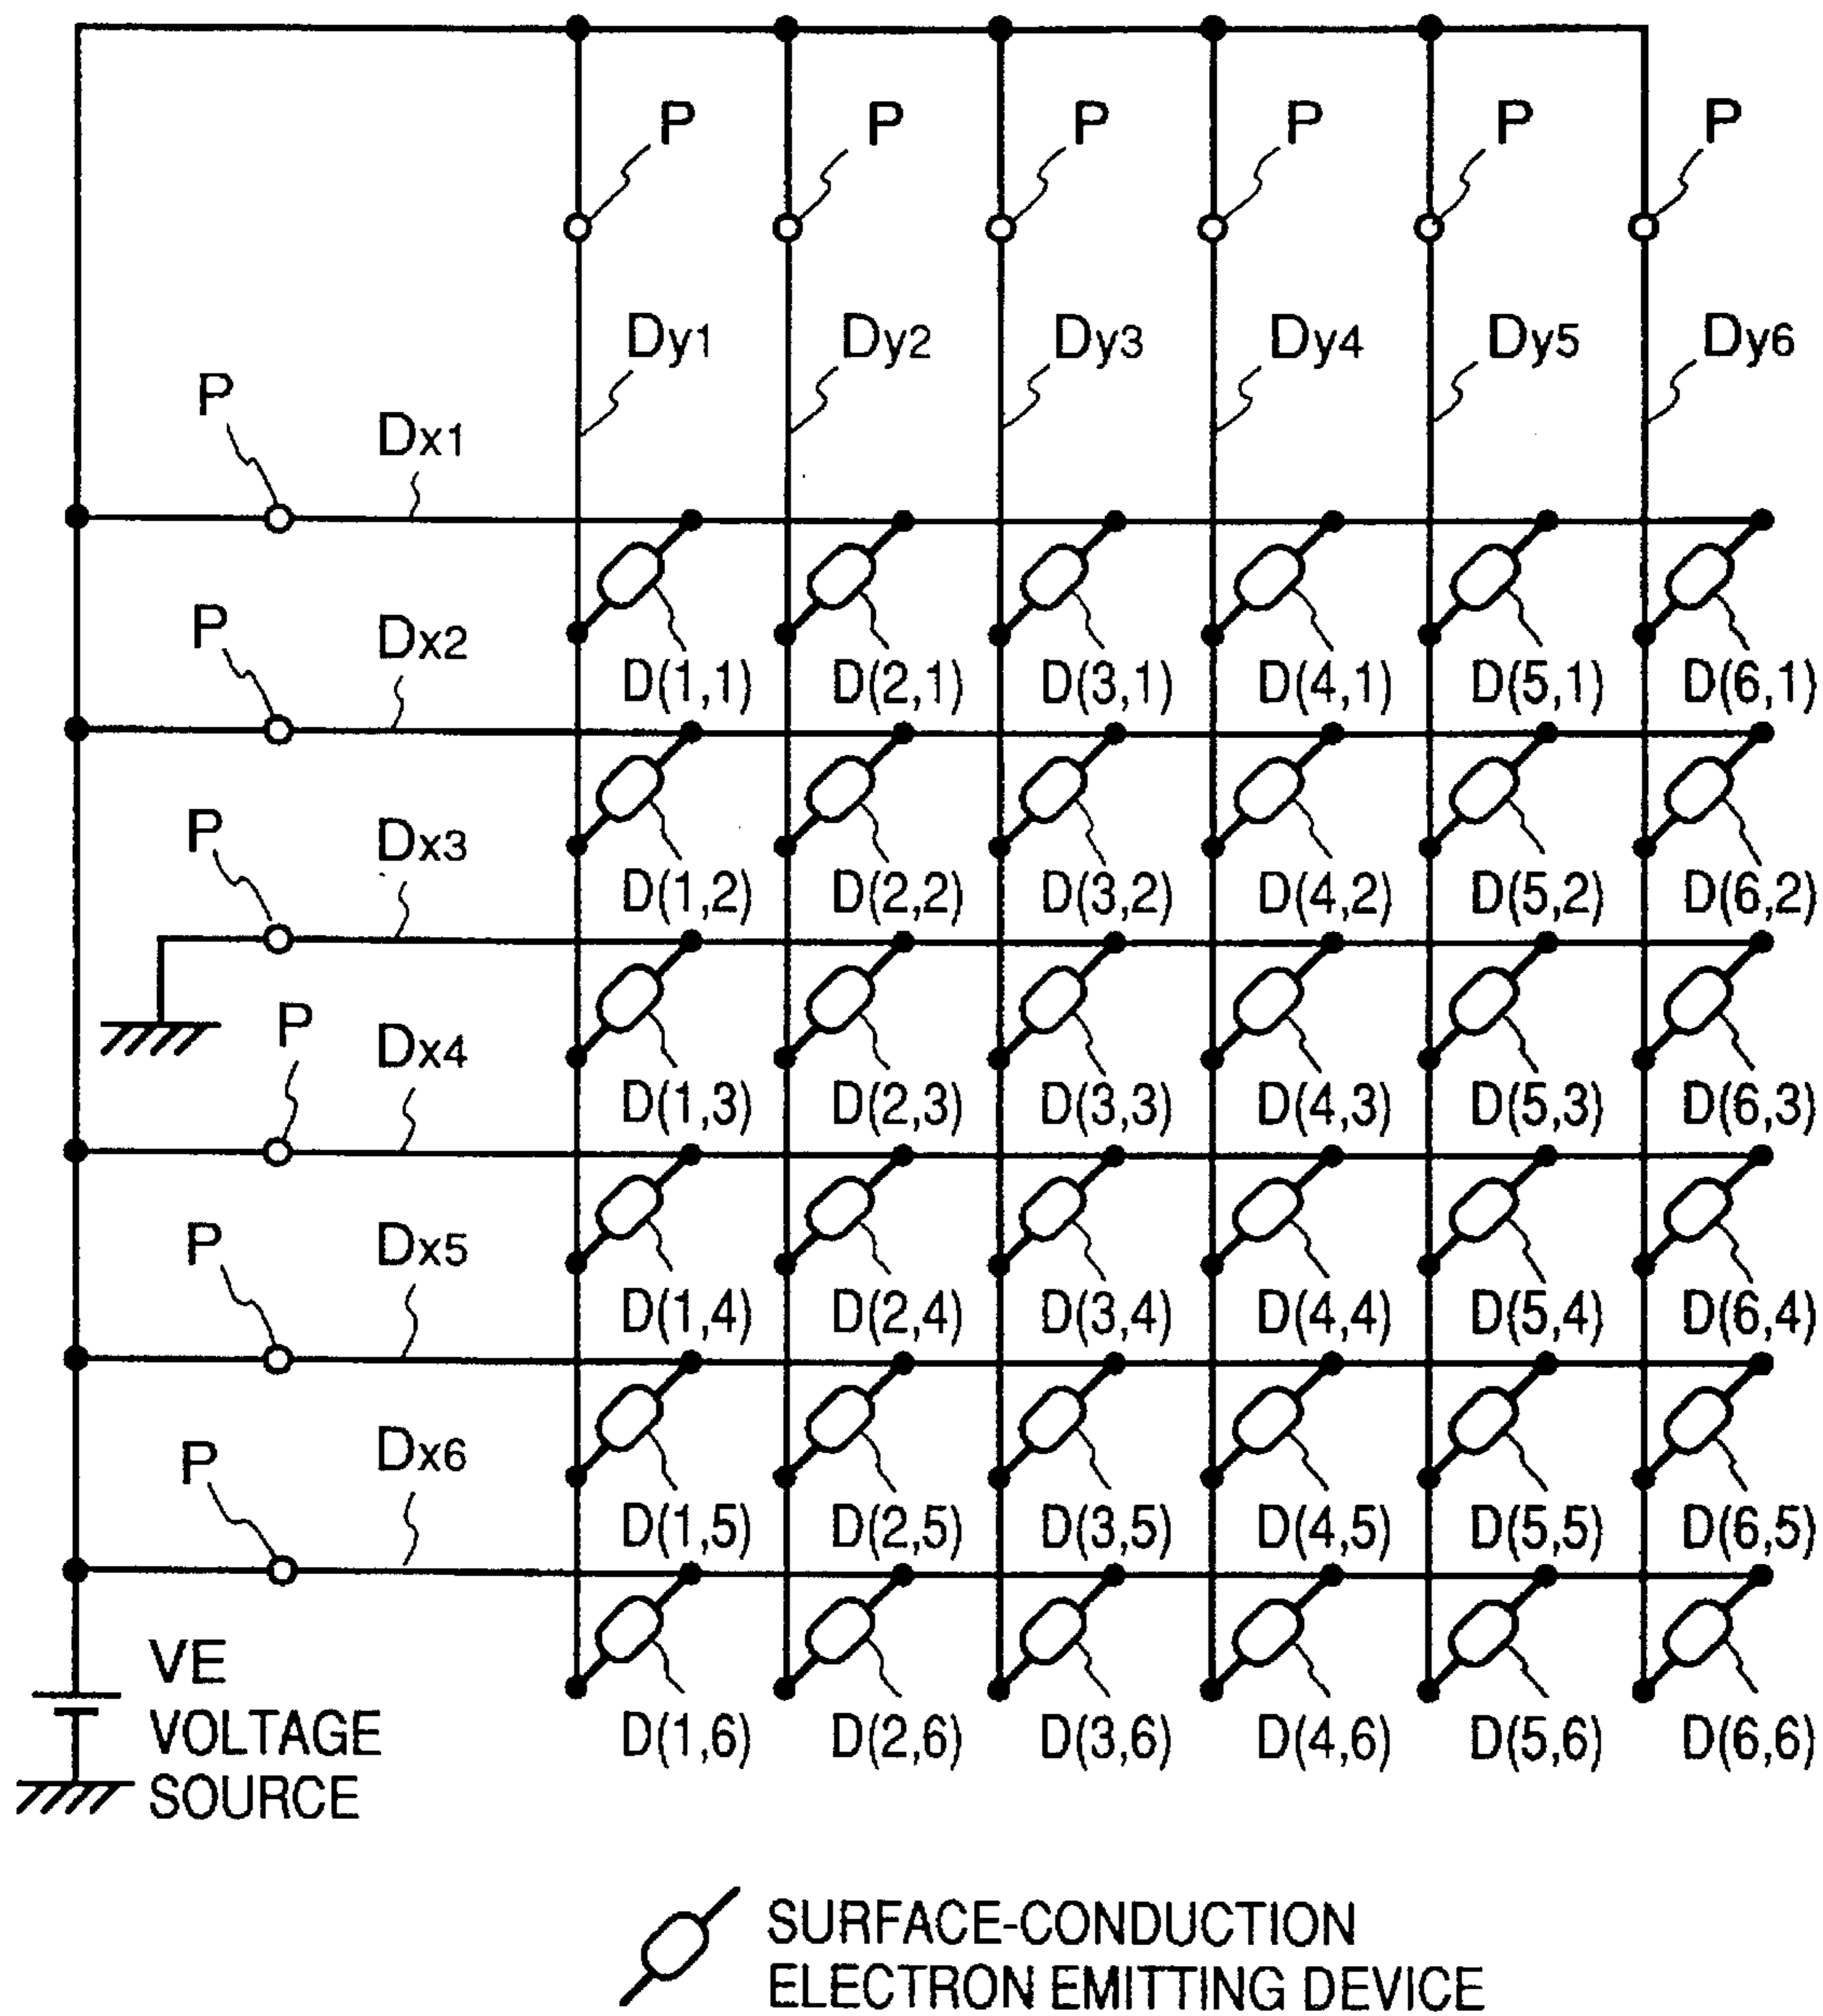 P P P P P P
Dy1 Dy2 Dy3 Dy4 Dy5 Dy6
P Dx1
P Dx2
D(1,1) D(2,1) D(3,1) D(4,1) D(5,1) D(6,1)
P Dx3
D(1,2) D(2,2) D(3,2) D(4,2) D(5,2) D(6,2)
P Dx4
D(1,3) D(2,3) D(3,3) D(4,3) D(5,3) D(6,3)
P Dx5
D(1,4) D(2,4) D(3,4) D(4,4) D(5,4) D(6,4)
P Dx6
D(1,5) D(2,5) D(3,5) D(4,5) D(5,5) D(6,5)
VE
VOLTAGE
SOURCE
D(1,6) D(2,6) D(3,6) D(4,6) D(5,6) D(6,6)
SURFACE-CONDUCTION
ELECTRON EMITTING DEVICE